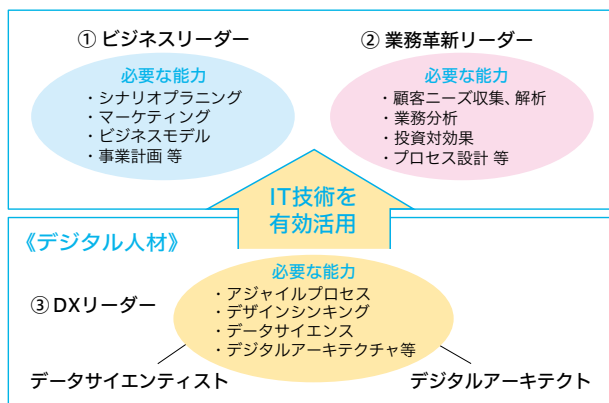 ① ビジネスリーダー
必要な能力
・シナリオプラニング
・マーケティング
・ビジネスモデル
・事業計画 等
② 業務革新リーダー
必要な能力
・顧客ニーズ収集、解析
・業務分析
・投資対効果
・プロセス設計 等
IT技術を
有効活用
《デジタル人材》
③ DXリーダー
必要な能力
・アジャイルプロセス
・デザインシンキング
・データサイエンス
・デジタルアーキテクチャ等
データサイエンティスト
デジタルアーキテクト